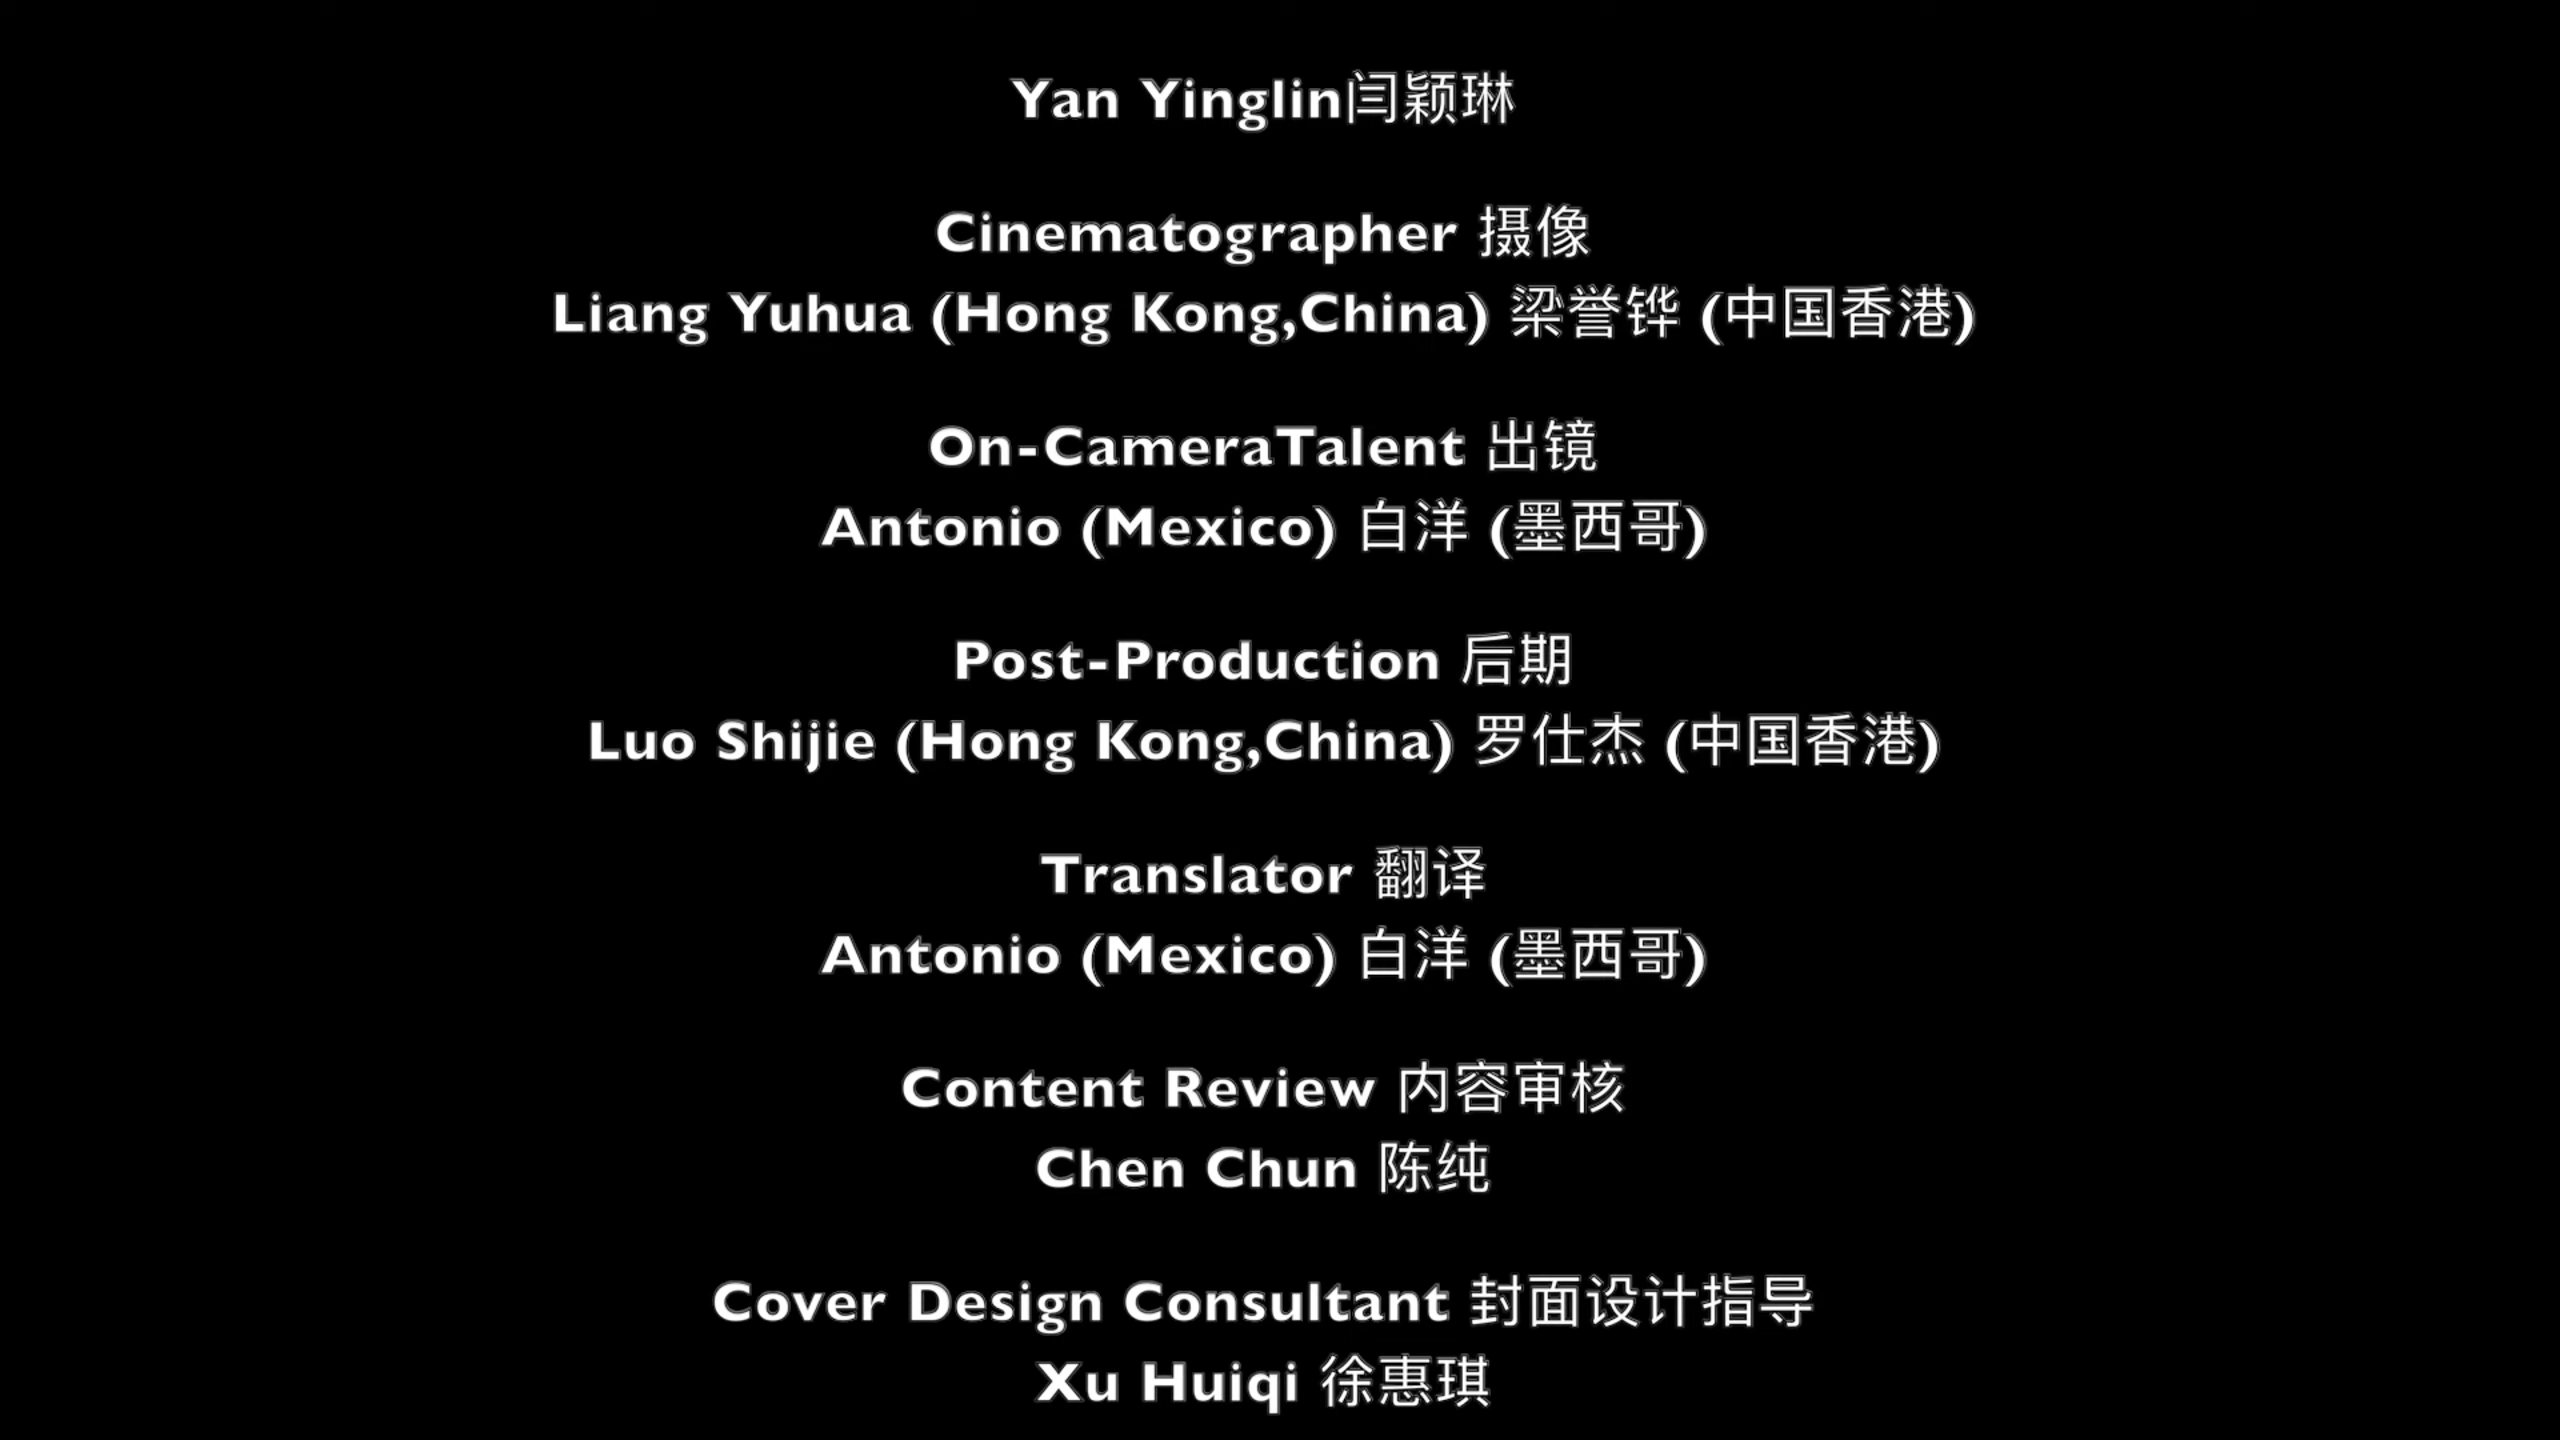 Yan Yinglin闫颖琳
Cinematographer 摄像
Liang Yuhua (Hong Kong,China) 梁誉铧 (中国香港)
On-CameraTalent 出镜
Antonio (Mexico) 白洋 (墨西哥)
Post-Production 后期
Luo Shijie (Hong Kong,China) 罗仕杰 (中国香港)
Translator 翻译
Antonio (Mexico) 白洋 (墨西哥)
Content Review 内容审核
Chen Chun 陈纯
Cover Design Consultant 封面设计指导
Xu Huiqi 徐惠琪